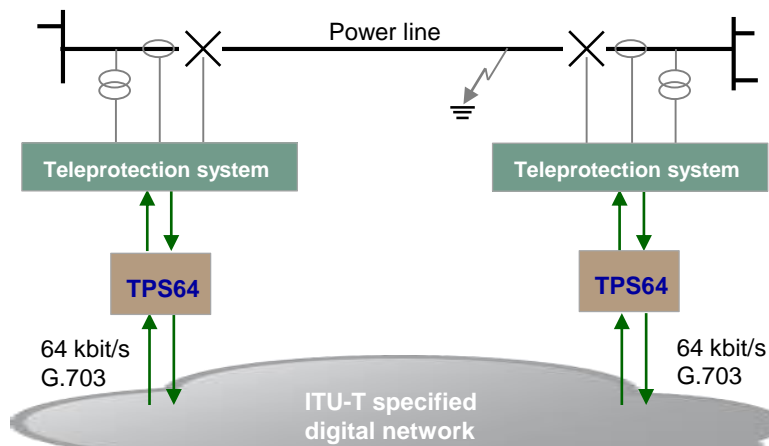 Power line
Teleprotection system
Teleprotection system
TPS64
TPS64
64 kbit/s
G.703
64 kbit/s
G.703
ITU-T specified
digital network